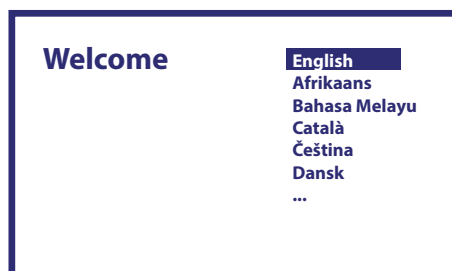 Welcome
English
Afrikaans
Bahasa Melayu
Català
Čeština
Dansk
...